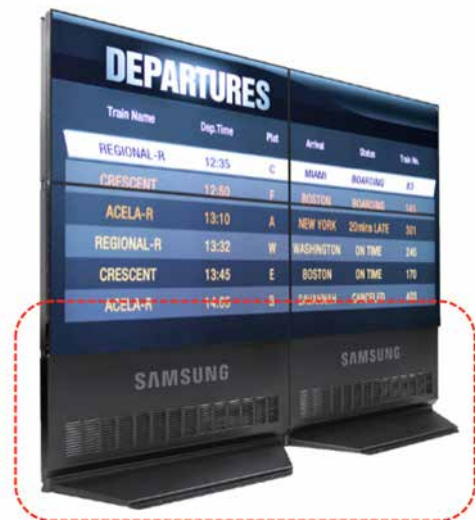 DEPARTURES
Train Name Dep.Time Plat Arrival Status Train No.
REGIONAL-R 12:35 C MIAMI BOARDING 87
CRESCENT 12:50 F BOSTON BOARDING
ACELA-R 13:10 A NEW YORK 20mins LATE 301
REGIONAL-R 13:32 W WASHINGTON ON TIME 240
CRESCENT 13:45 E BOSTON ON TIME 170
ACELA-R SAVANNAH CANCELED
SAMSUNG SAMSUNG